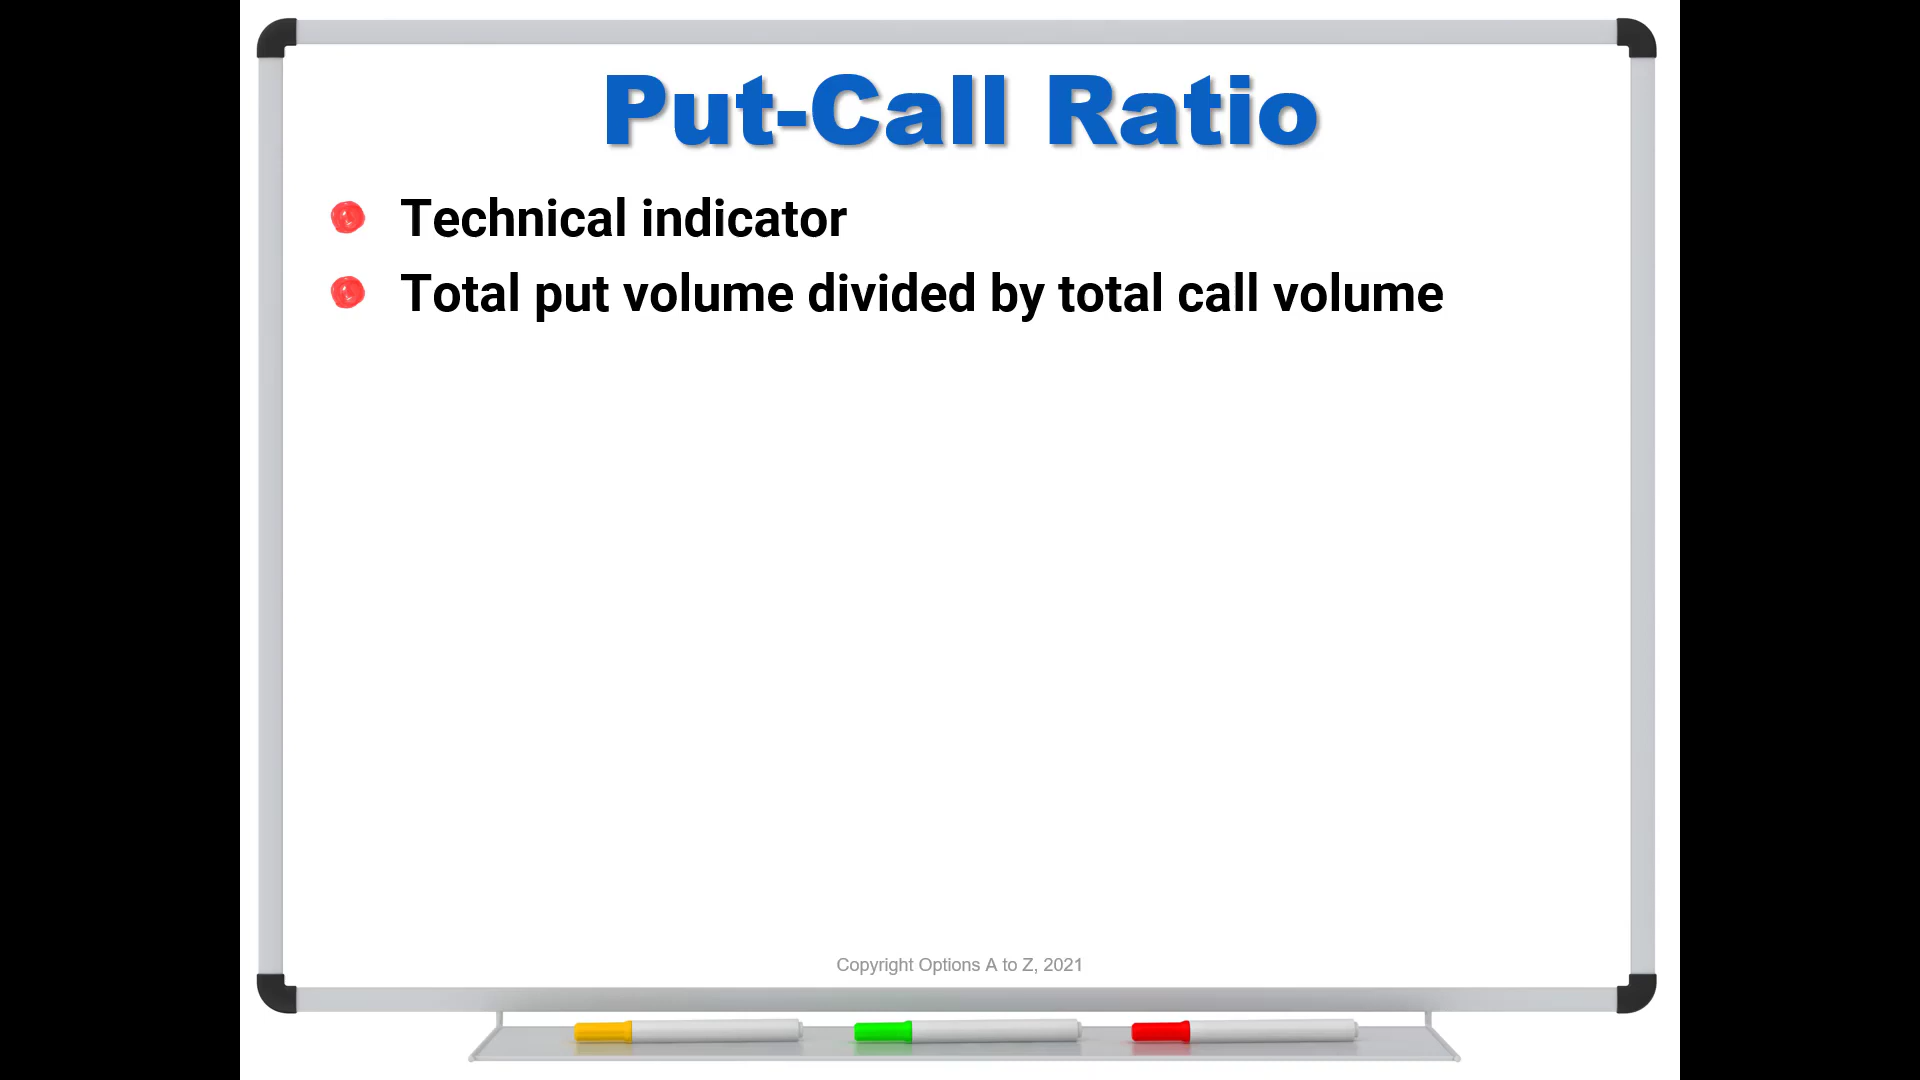 Put-Call Ratio
Technical indicator
Total put volume divided by total call volume
Copyright Options A to Z, 2021